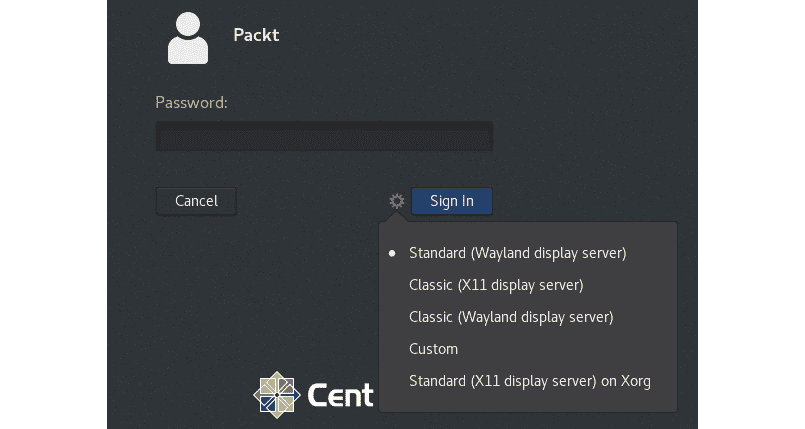 Packt
Password:
Cancel
Sign In
Standard (Wayland display server)
Classic (X11 display server)
Classic (Wayland display server)
Custom
Standard (X11 display server) on Xorg
Cent